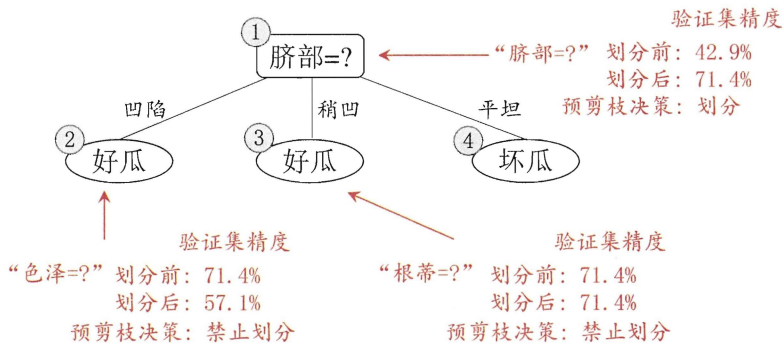 验证集精度
①
脐部=?
“脐部=?” 划分前: 42.9%
划分后: 71.4%
预剪枝决策: 划分
凹陷
稍凹
平坦
②
好瓜
③
好瓜
④
坏瓜
验证集精度
“色泽=?” 划分前: 71.4%
划分后: 57.1%
预剪枝决策: 禁止划分
验证集精度
“根蒂=?” 划分前: 71.4%
划分后: 71.4%
预剪枝决策: 禁止划分